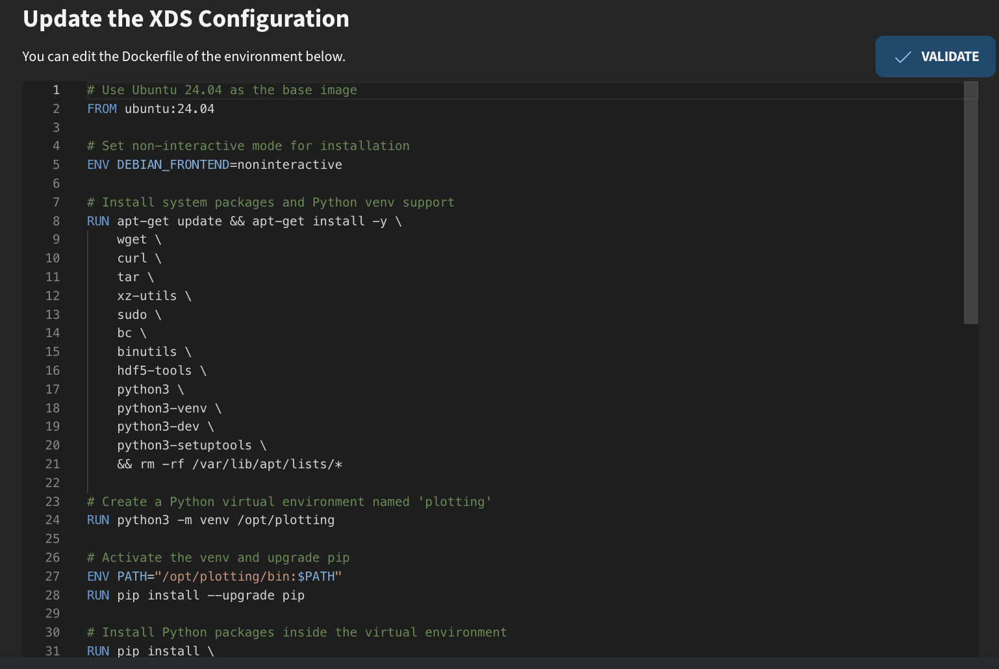 Update the XDS Configuration
You can edit the Dockerfile of the environment below.
VALIDATE
1 # Use Ubuntu 24.04 as the base image
2 FROM ubuntu:24.04
3
4 # Set non-interactive mode for installation
5 ENV DEBIAN_FRONTEND=noninteractive
6
7 # Install system packages and Python venv support
8 RUN apt-get update && apt-get install -y \
9 wget \
10 curl \
11 tar \
12 xz-utils \
13 sudo \
14 bc \
15 binutils \
16 hdf5-tools \
17 python3 \
18 python3-venv \
19 python3-dev \
20 python3-setuptools \
21 && rm -rf /var/lib/apt/lists/*
22
23 # Create a Python virtual environment named 'plotting'
24 RUN python3 -m venv /opt/plotting
25
26 # Activate the venv and upgrade pip
27 ENV PATH="/opt/plotting/bin:$PATH"
28 RUN pip install --upgrade pip
29
30 # Install Python packages inside the virtual environment
31 RUN pip install \